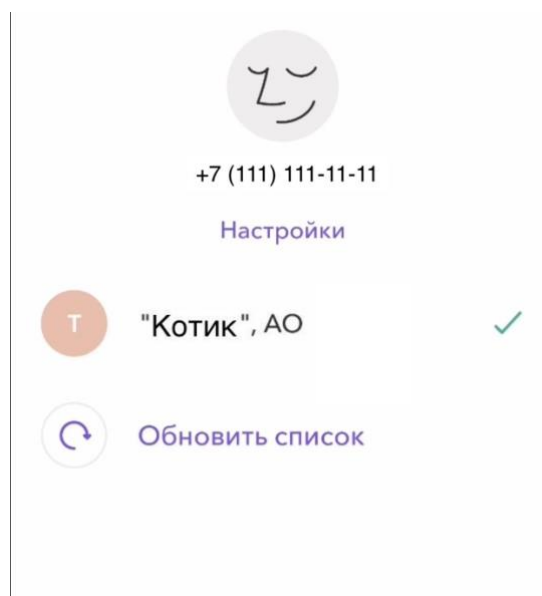 +7 (111) 111-11-11
Настройки
Т
"Котик", АО
Обновить список